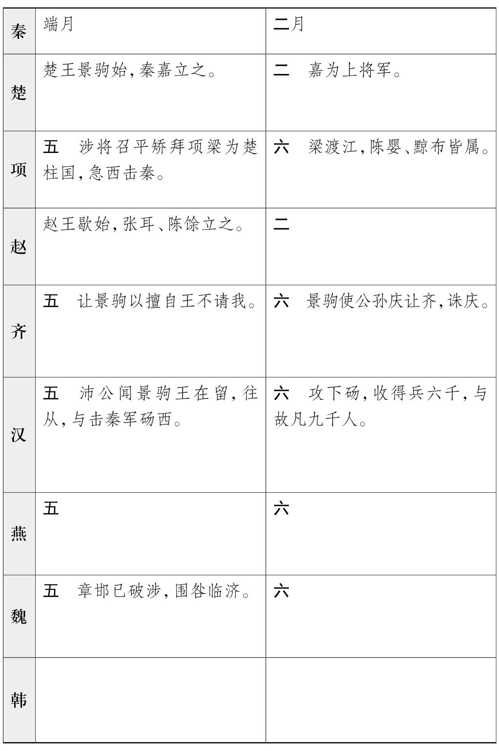 秦 端月 二月
楚 楚王景驹始，秦嘉立之。 二 嘉为上将军。
项 五 涉将召平矫拜项梁为楚
柱国，急西击秦。 六 梁渡江，陈婴、黥布皆属。
赵 赵王歇始，张耳、陈馀立之。 二
齐 五 让景驹以擅自王不请我。 六 景驹使公孙庆让齐，诛庆。
汉 五 沛公闻景驹王在留，往
从，与击秦军砀西。 六 攻下砀，收得兵六千，与
故凡九千人。
燕 五 六
魏 五 章邯已破涉，围咎临济。 六
韩